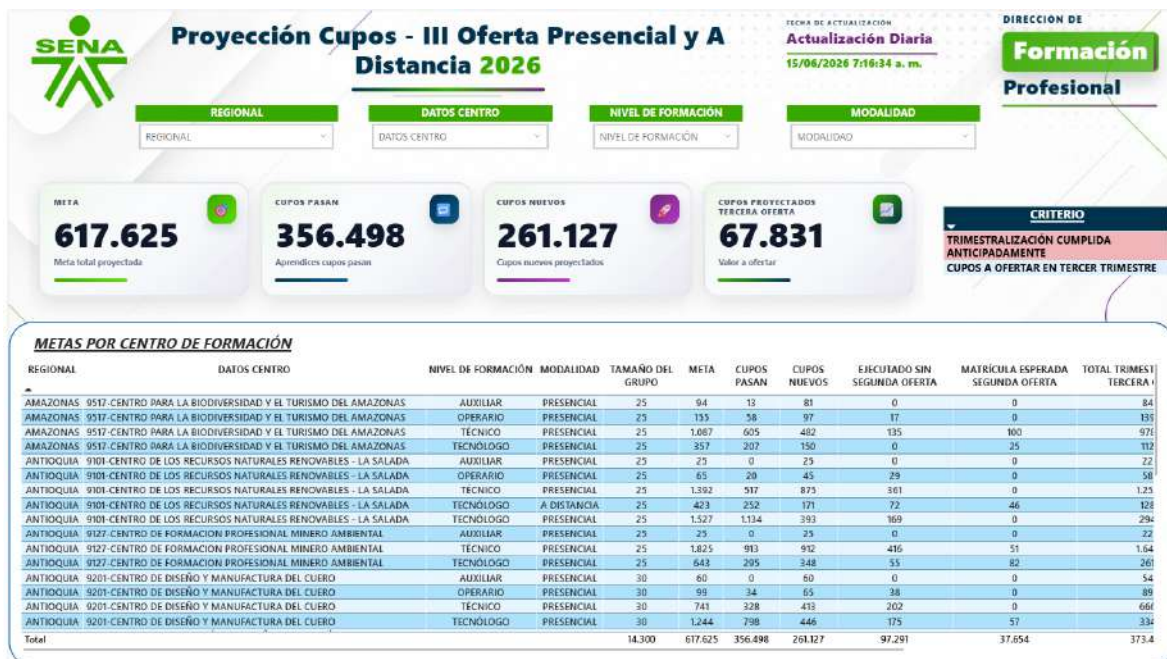 SENA
Proyección Cupos - III Oferta Presencial y A
Distancia 2026
FECHA DE ACTUALIZACIÓN
Actualización Diaria
15/06/2026 7:16:34 a. m.
DIRECCIÓN DE
Formación
Profesional
REGIONAL DATOS CENTRO NIVEL DE FORMACIÓN MODALIDAD
REGIONAL DATOS CENTRO NIVEL DE FORMACIÓN MODALIDAD
META
617.625
Meta total proyectada
CUPOS PASAN
356.498
Aprendices cupos pasan
CUPOS NUEVOS
261.127
Cupos nuevos proyectados
CUPOS PROYECTADOS
TERCERA OFERTA
67.831
Valor a ofertar
CRITERIO
TRIMESTRALIZACIÓN CUMPLIDA
ANTICIPADAMENTE
CUPOS A OFERTAR EN TERCER TRIMESTRE
METAS POR CENTRO DE FORMACIÓN
REGIONAL DATOS CENTRO NIVEL DE FORMACIÓN MODALIDAD TAMAÑO DEL GRUPO META CUPOS PASAN CUPOS NUEVOS EJECUTADO SIN SEGUNDA OFERTA MATRÍCULA ESPERADA SEGUNDA OFERTA TOTAL TRIMEST TERCERA
AMAZONAS 9517-CENTRO PARA LA BIODIVERSIDAD Y EL TURISMO DEL AMAZONAS AUXILIAR PRESENCIAL 25 94 13 81 0 0 84
AMAZONAS 9517-CENTRO PARA LA BIODIVERSIDAD Y EL TURISMO DEL AMAZONAS OPERARIO PRESENCIAL 25 155 58 97 17 0 139
AMAZONAS 9517-CENTRO PARA LA BIODIVERSIDAD Y EL TURISMO DEL AMAZONAS TÉCNICO PRESENCIAL 25 1.087 605 482 135 100 978
AMAZONAS 9517-CENTRO PARA LA BIODIVERSIDAD Y EL TURISMO DEL AMAZONAS TECNÓLOGO PRESENCIAL 25 357 207 150 0 25 112
ANTIOQUIA 9101-CENTRO DE LOS RECURSOS NATURALES RENOVABLES - LA SALADA AUXILIAR PRESENCIAL 25 25 0 25 0 0 22
ANTIOQUIA 9101-CENTRO DE LOS RECURSOS NATURALES RENOVABLES - LA SALADA OPERARIO PRESENCIAL 25 65 20 45 29 0 58
ANTIOQUIA 9101-CENTRO DE LOS RECURSOS NATURALES RENOVABLES - LA SALADA TÉCNICO PRESENCIAL 25 1.392 517 875 361 0 1.25
ANTIOQUIA 9101-CENTRO DE LOS RECURSOS NATURALES RENOVABLES - LA SALADA TECNÓLOGO A DISTANCIA 25 423 252 171 72 46 128
ANTIOQUIA 9101-CENTRO DE LOS RECURSOS NATURALES RENOVABLES - LA SALADA TECNÓLOGO PRESENCIAL 25 1.527 1.134 393 169 0 294
ANTIOQUIA 9127-CENTRO DE FORMACION PROFESIONAL MINERO AMBIENTAL AUXILIAR PRESENCIAL 25 25 0 25 0 0 22
ANTIOQUIA 9127-CENTRO DE FORMACION PROFESIONAL MINERO AMBIENTAL TÉCNICO PRESENCIAL 25 1.825 913 912 416 51 1.64
ANTIOQUIA 9127-CENTRO DE FORMACION PROFESIONAL MINERO AMBIENTAL TECNÓLOGO PRESENCIAL 25 643 295 348 55 82 261
ANTIOQUIA 9201-CENTRO DE DISEÑO Y MANUFACTURA DEL CUERO AUXILIAR PRESENCIAL 30 60 0 60 0 0 54
ANTIOQUIA 9201-CENTRO DE DISEÑO Y MANUFACTURA DEL CUERO OPERARIO PRESENCIAL 30 99 34 65 38 0 89
ANTIOQUIA 9201-CENTRO DE DISEÑO Y MANUFACTURA DEL CUERO TÉCNICO PRESENCIAL 30 741 328 413 202 0 666
ANTIOQUIA 9201-CENTRO DE DISEÑO Y MANUFACTURA DEL CUERO TECNÓLOGO PRESENCIAL 30 1.244 798 446 175 57 334
Total 14.300 617.625 356.498 261.127 97.291 37.654 373.4